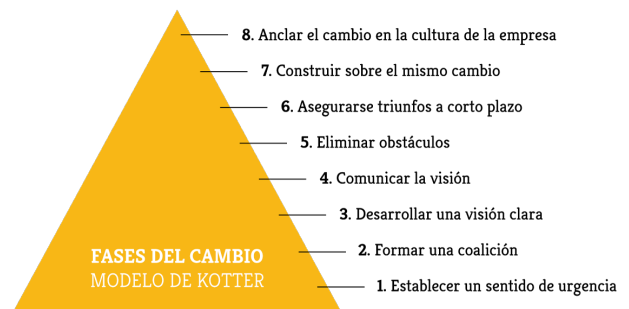 8. Anclar el cambio en la cultura de la empresa
7. Construir sobre el mismo cambio
6. Asegurarse triunfos a corto plazo
5. Eliminar obstáculos
4. Comunicar la visión
3. Desarrollar una visión clara
2. Formar una coalición
1. Establecer un sentido de urgencia
FASES DEL CAMBIO
MODELO DE KOTTER